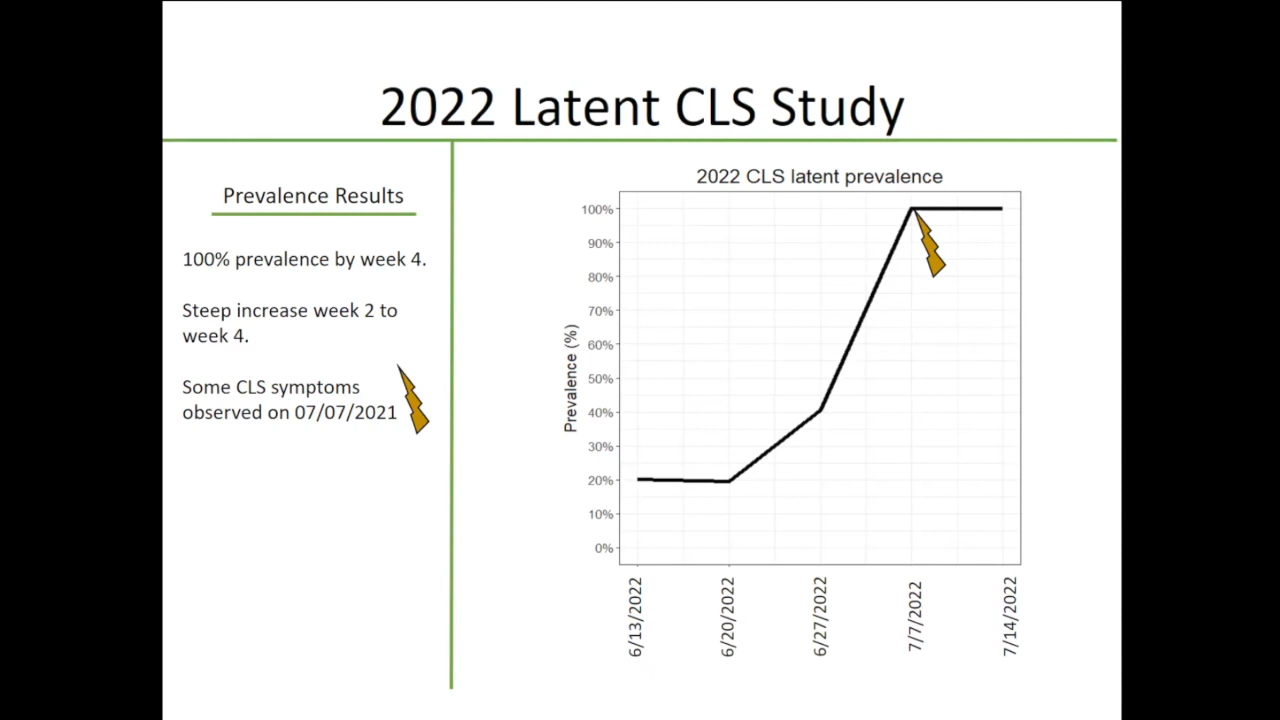 2022 Latent CLS Study
Prevalence Results
100% prevalence by week 4.
Steep increase week 2 to
week 4.
Some CLS symptoms
observed on 07/07/2021
2022 CLS latent prevalence
Prevalence (%)
100%
90%
80%
70%
60%
50%
40%
30%
20%
10%
0%
6/13/2022
6/20/2022
6/27/2022
7/7/2022
7/14/2022